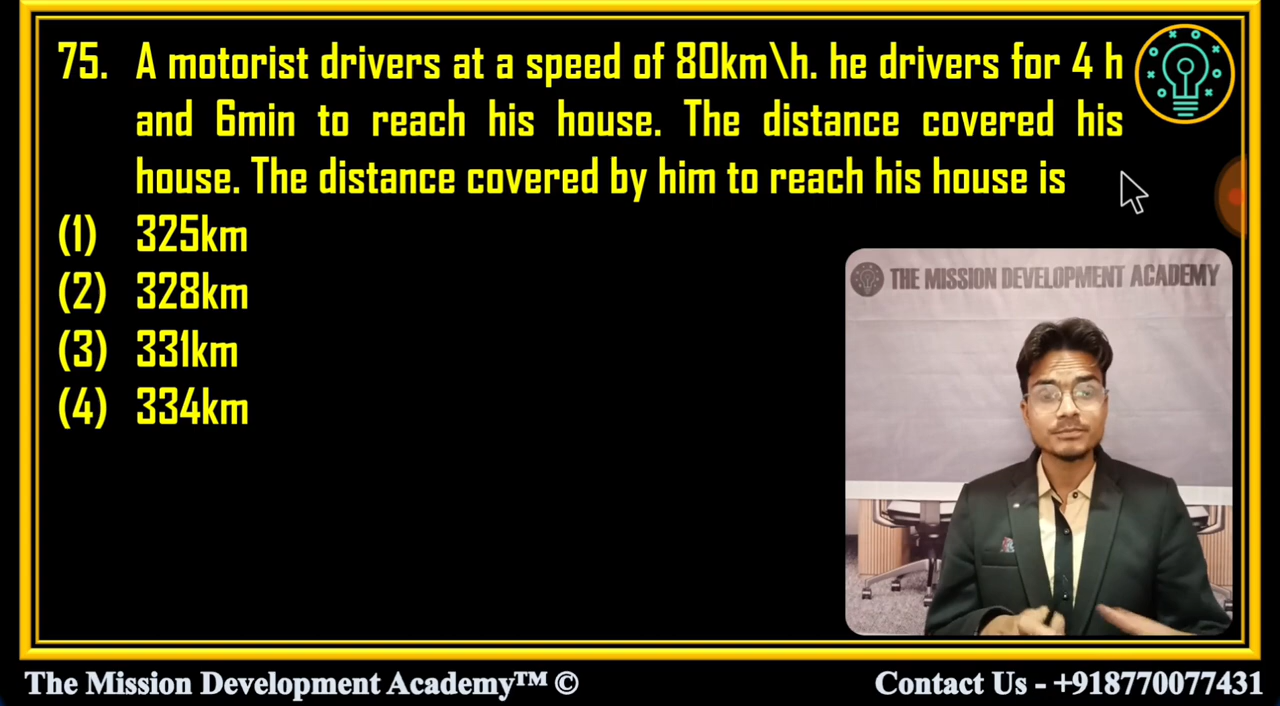 75. A motorist drivers at a speed of 80km\h. he drivers for 4 h
and 6min to reach his house. The distance covered his
house. The distance covered by him to reach his house is
(1) 325km
(2) 328km
(3) 331km
(4) 334km
THE MISSION DEVELOPMENT ACADEMY
The Mission Development Academy™ ©
Contact Us - +918770077431